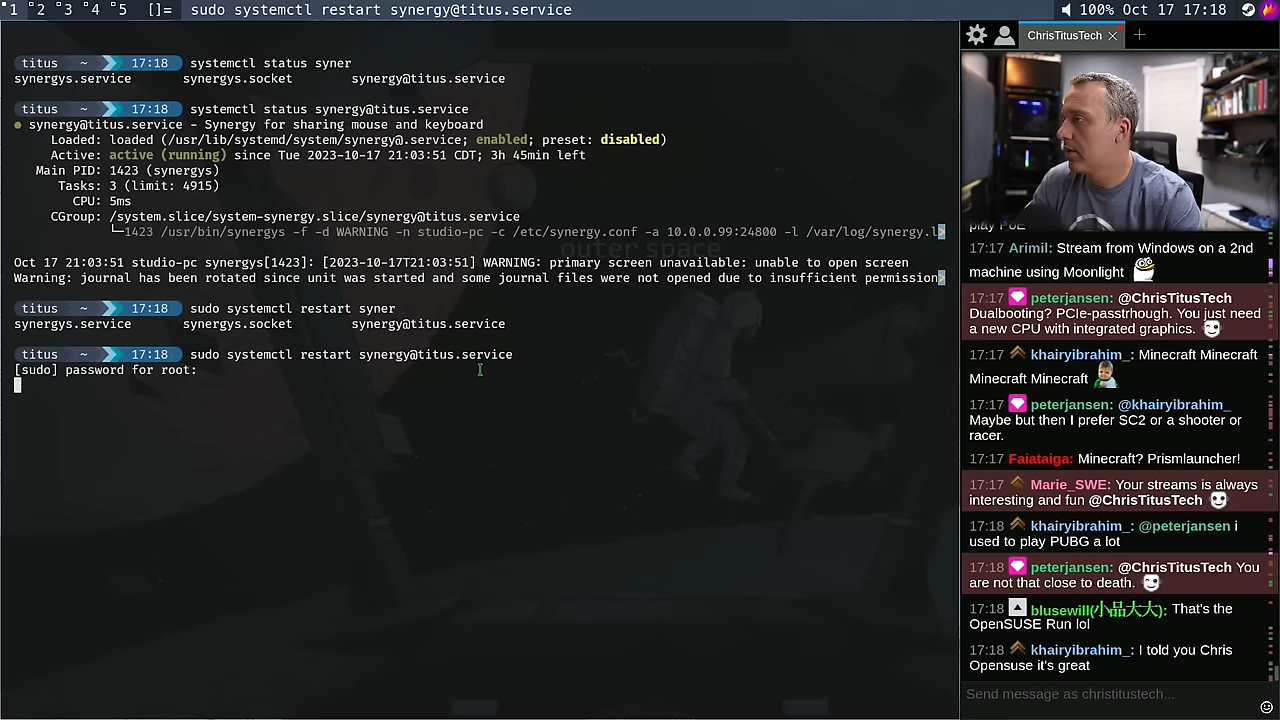 1 2 3 4 5 []= sudo systemctl restart synergy@titus.service 100% Oct 17 17:18
titus ~ 17:18 systemctl status syner
synergys.service synergys.socket synergy@titus.service
titus ~ 17:18 systemctl status synergy@titus.service
● synergy@titus.service - Synergy for sharing mouse and keyboard
Loaded: loaded (/usr/lib/systemd/system/synergy@.service; enabled; preset: disabled)
Active: active (running) since Tue 2023-10-17 21:03:51 CDT; 3h 45min left
Main PID: 1423 (synergys)
Tasks: 3 (limit: 4915)
CPU: 5ms
CGroup: /system.slice/system-synergy.slice/synergy@titus.service
└─1423 /usr/bin/synergys -f -d WARNING -n studio-pc -c /etc/synergy.conf -a 10.0.0.99:24800 -l /var/log/synergy.l>
outer space
Oct 17 21:03:51 studio-pc synergys[1423]: [2023-10-17T21:03:51] WARNING: primary screen unavailable: unable to open screen
Warning: journal has been rotated since unit was started and some journal files were not opened due to insufficient permission>
titus ~ 17:18 sudo systemctl restart syner
synergys.service synergys.socket synergy@titus.service
titus ~ 17:18 sudo systemctl restart synergy@titus.service
[sudo] password for root:
ChrisTitusTech
play PoE
17:17 Arimil: Stream from Windows on a 2nd
machine using Moonlight
17:17 peterjansen: @ChrisTitusTech
Dualbooting? PCIe-passtrhough. You just need
a new CPU with integrated graphics.
17:17 khairyibrahim_: Minecraft Minecraft
Minecraft Minecraft
17:17 peterjansen: @khairyibrahim_
Maybe but then I prefer SC2 or a shooter or
racer.
17:17 Faiataiga: Minecraft? Prismlauncher!
17:17 Marie_SWE: Your streams is always
interesting and fun @ChrisTitusTech
17:18 khairyibrahim_: @peterjansen i
used to play PUBG a lot
17:18 peterjansen: @ChrisTitusTech You
are not that close to death.
17:18 blusewill(小品大大): That's the
OpenSUSE Run lol
17:18 khairyibrahim_: I told you Chris
Opensuse it's great
Send message as christitustech...